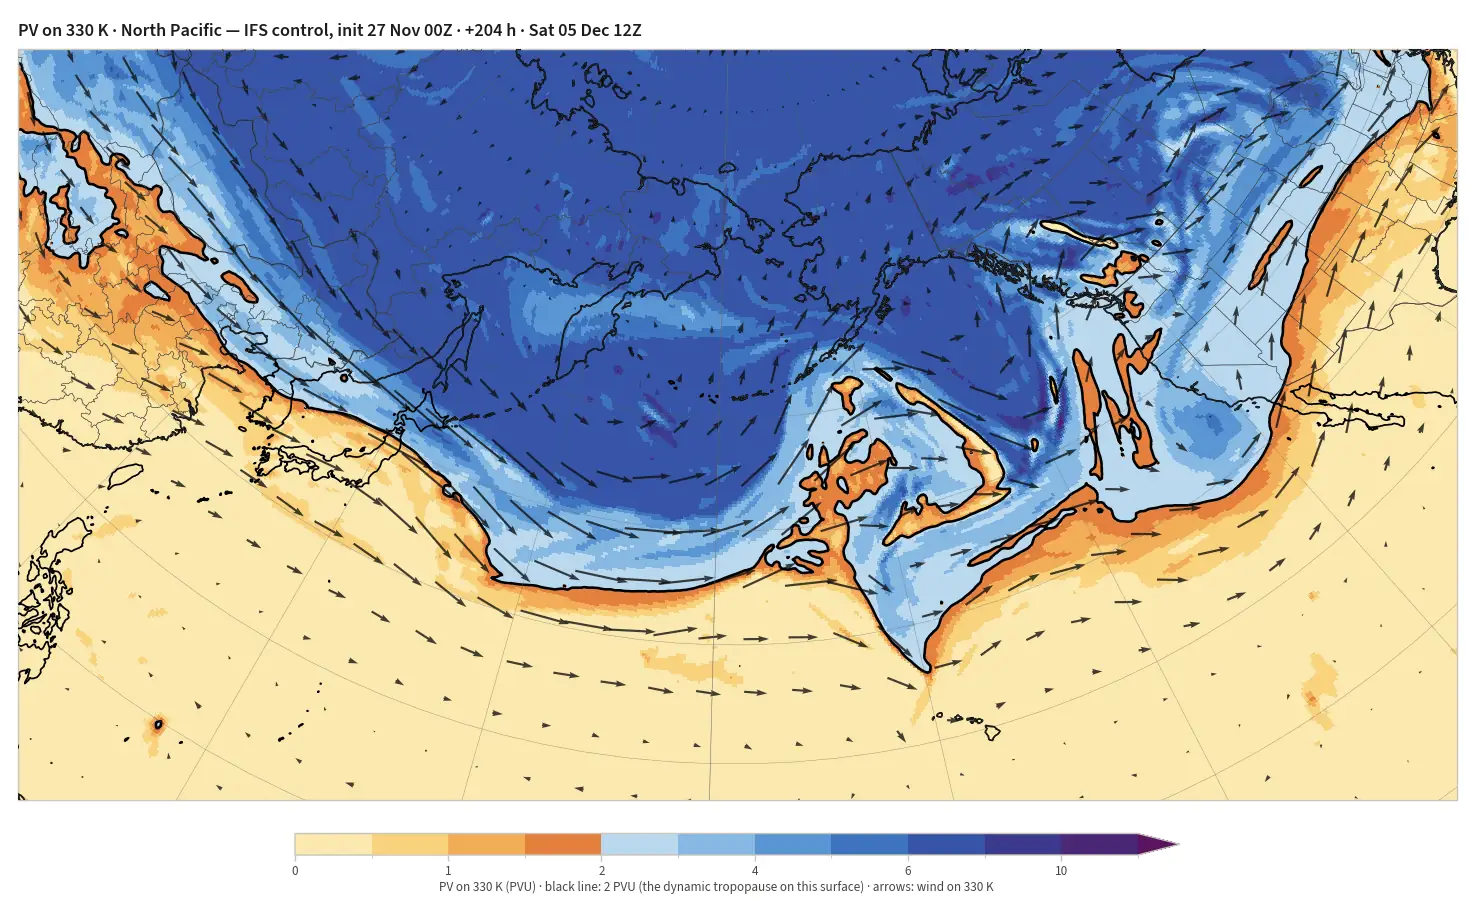 PV on 330 K · North Pacific — IFS control, init 27 Nov 00Z · +204 h · Sat 05 Dec 12Z
0 1 2 4 6 10
PV on 330 K (PVU) · black line: 2 PVU (the dynamic tropopause on this surface) · arrows: wind on 330 K